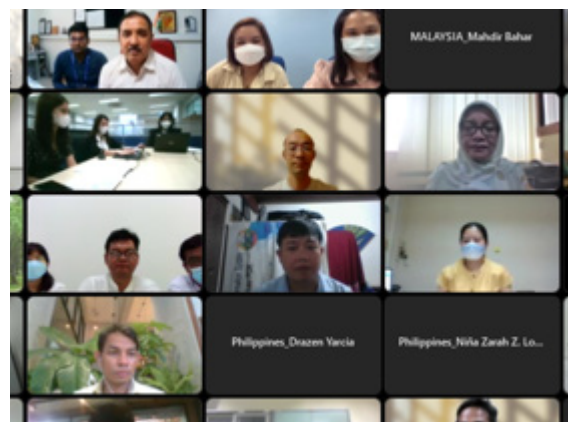 MALAYSIA_Mahdir Bahar
Philippines_Drazen Yarcia
Philippines_Niña Zarah Z. Lo...